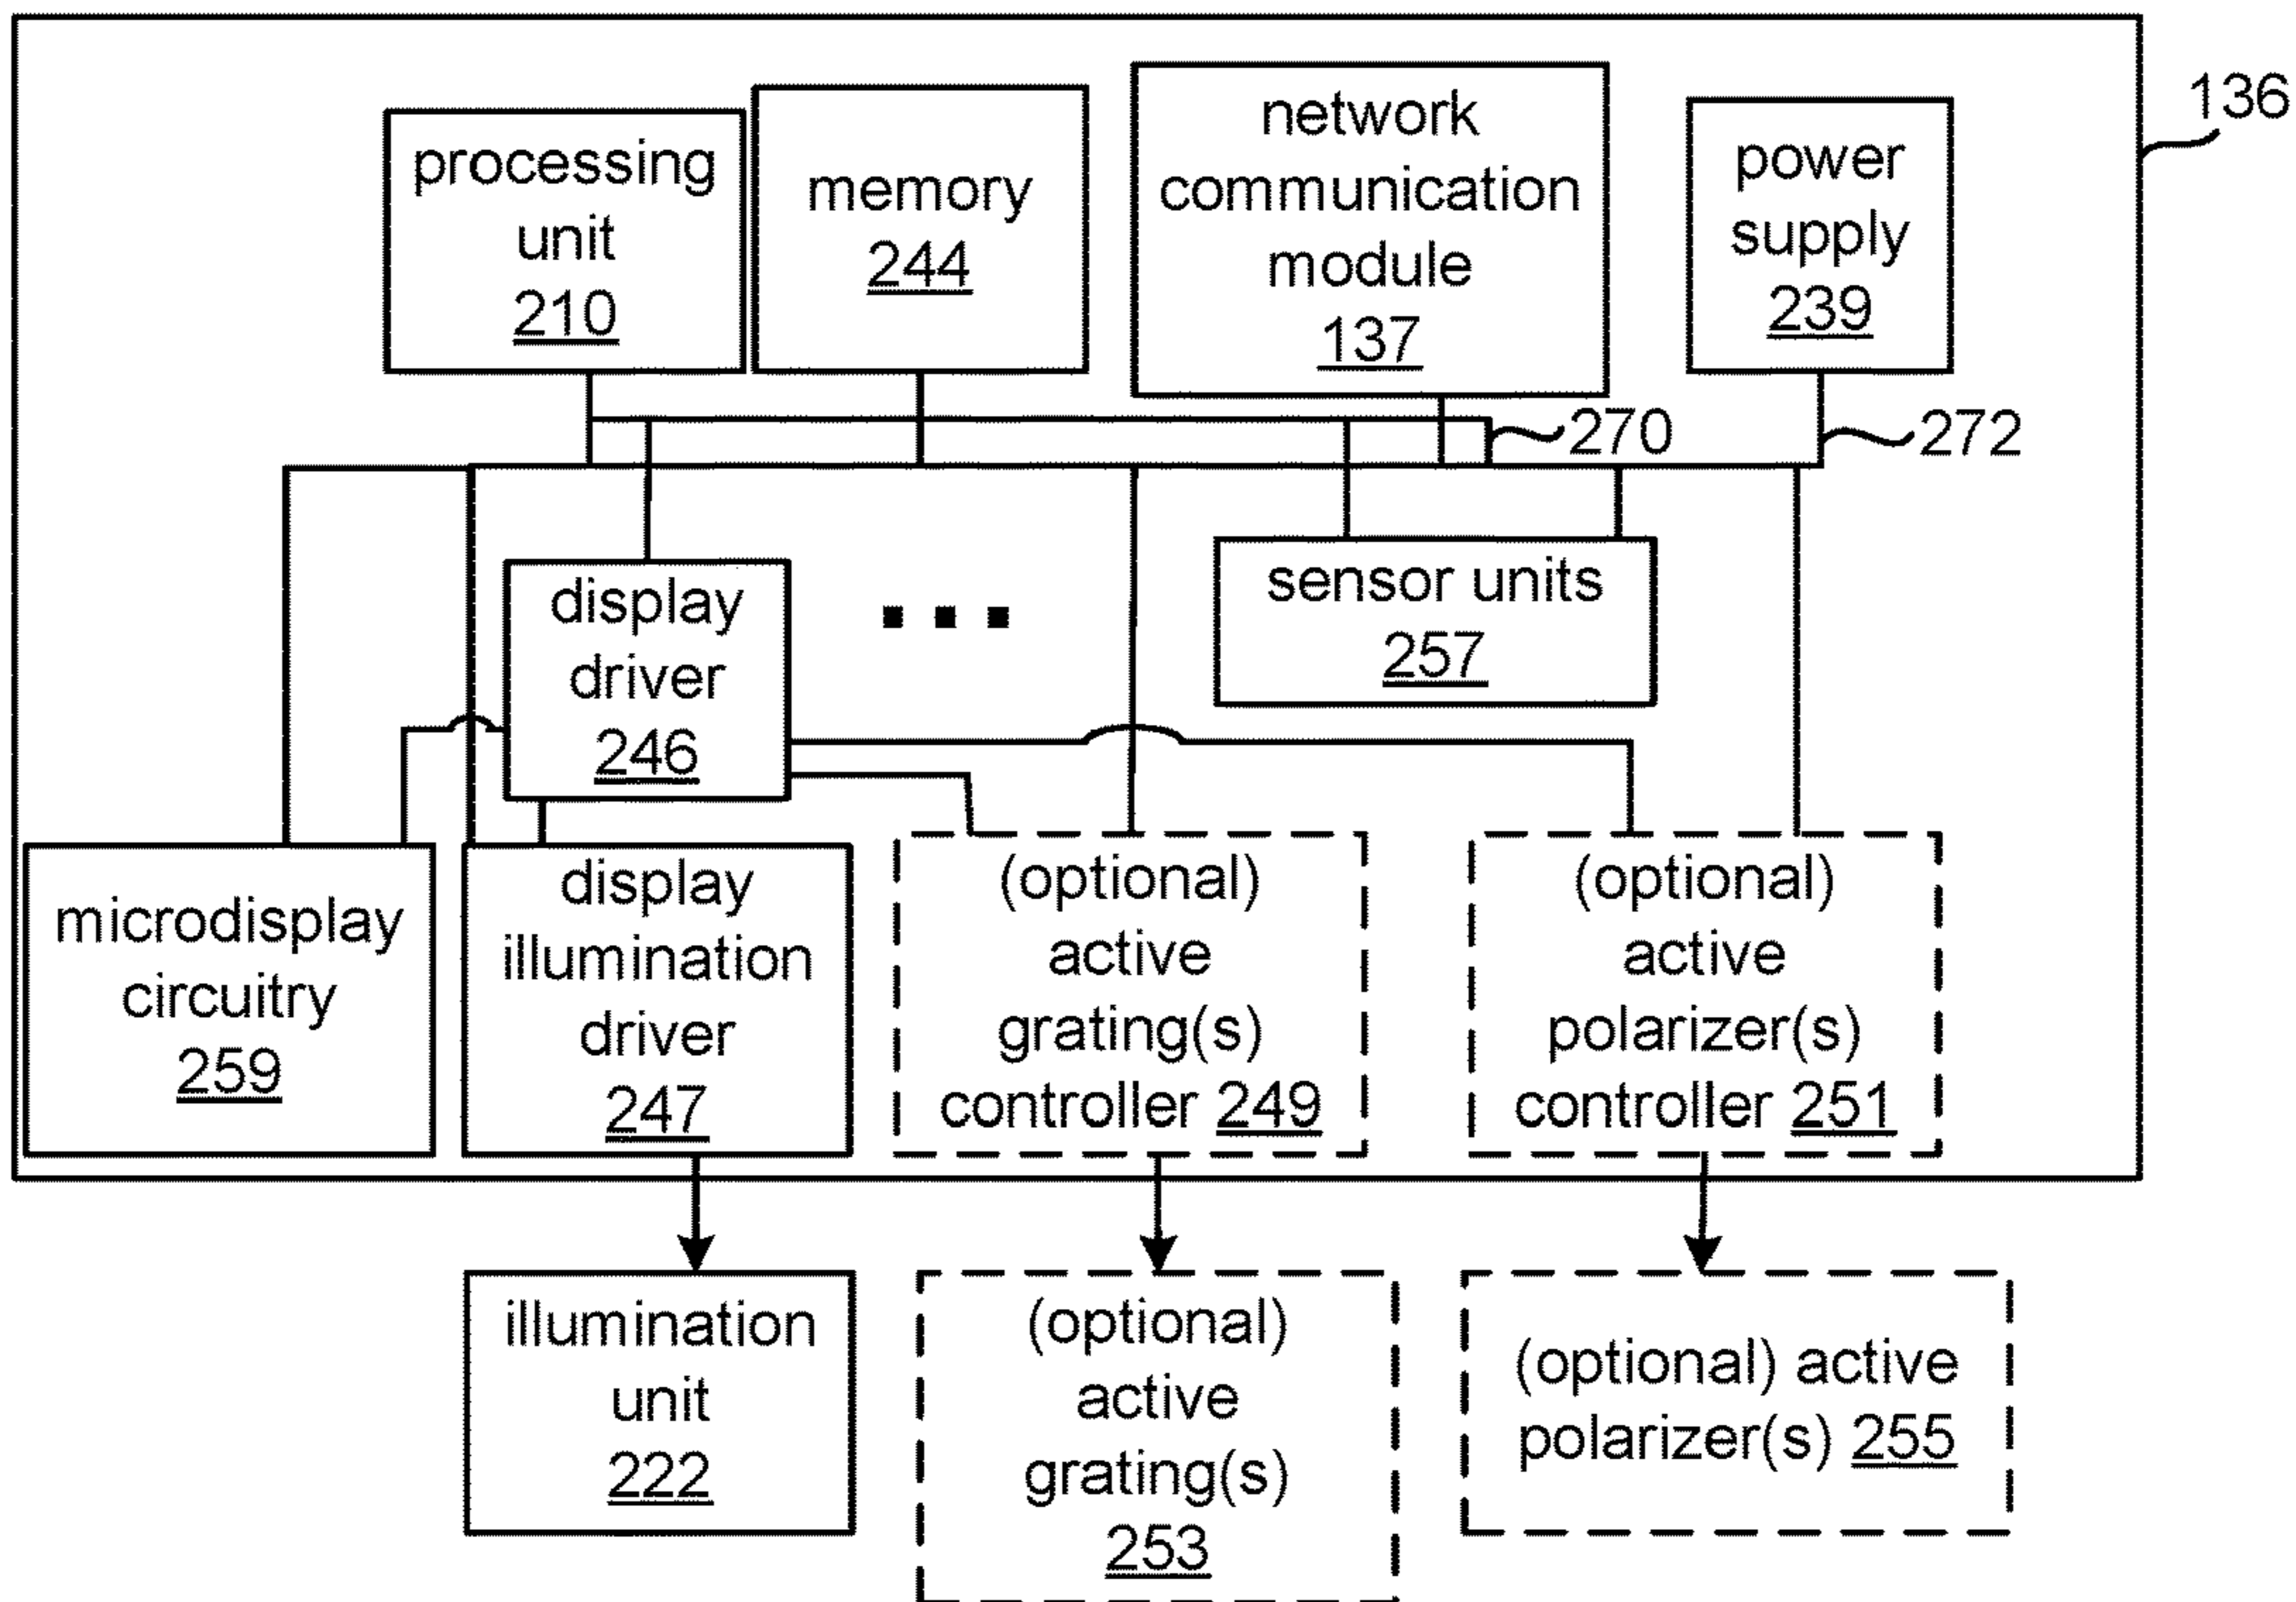 136
processing
unit
210
memory
244
network
communication
module
137
power
supply
239
270
272
display
driver
246
...
sensor units
257
microdisplay
circuitry
259
display
illumination
driver
247
(optional)
active
grating(s)
controller 249
(optional)
active
polarizer(s)
controller 251
illumination
unit
222
(optional)
active
grating(s)
253
(optional) active
polarizer(s) 255